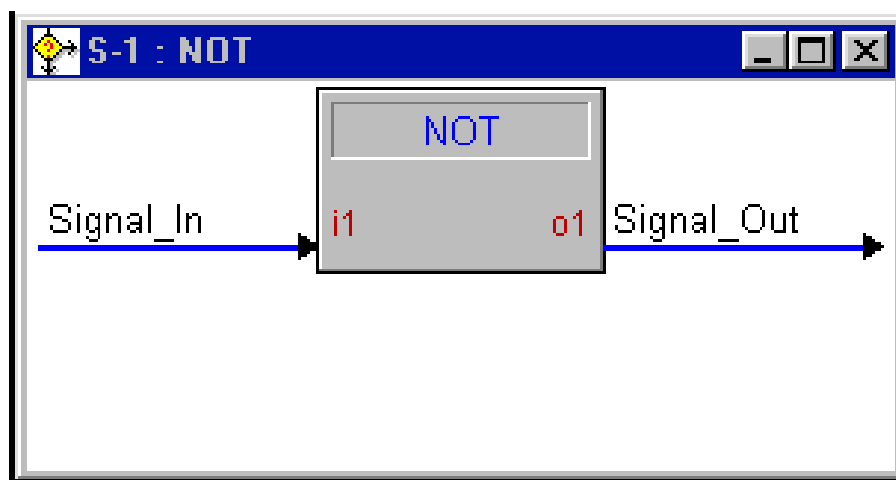 S-1 : NOT
NOT
Signal_In
i1
o1
Signal_Out